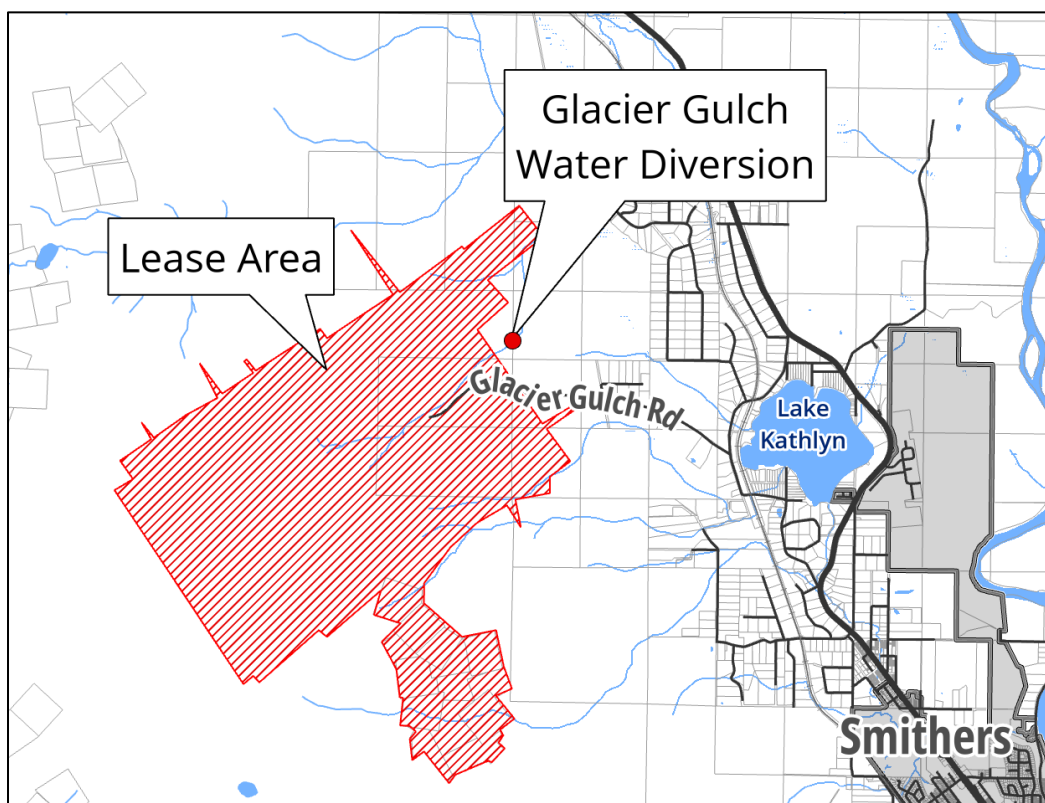 Glacier Gulch
Water Diversion
Lease Area
Glacier Gulch Rd
Lake
Kathlyn
Smithers